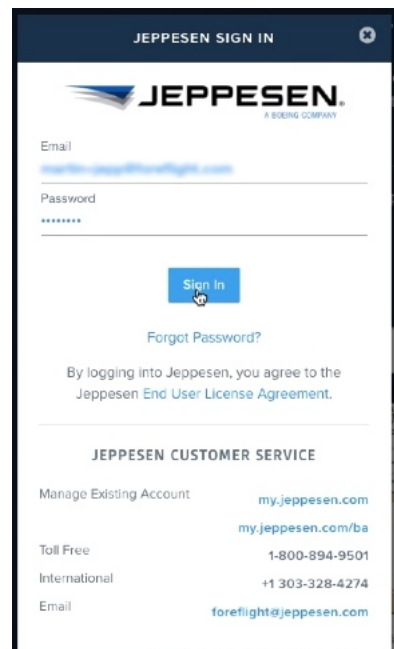 JEPPESEN SIGN IN
JEPPESEN.
A BOEING COMPANY
Email
Password
••••••••
Sign In
Forgot Password?
By logging into Jeppesen, you agree to the
Jeppesen End User License Agreement.
JEPPESEN CUSTOMER SERVICE
Manage Existing Account my.jeppesen.com
my.jeppesen.com/ba
Toll Free 1-800-894-9501
International +1 303-328-4274
Email foreflight@jeppesen.com